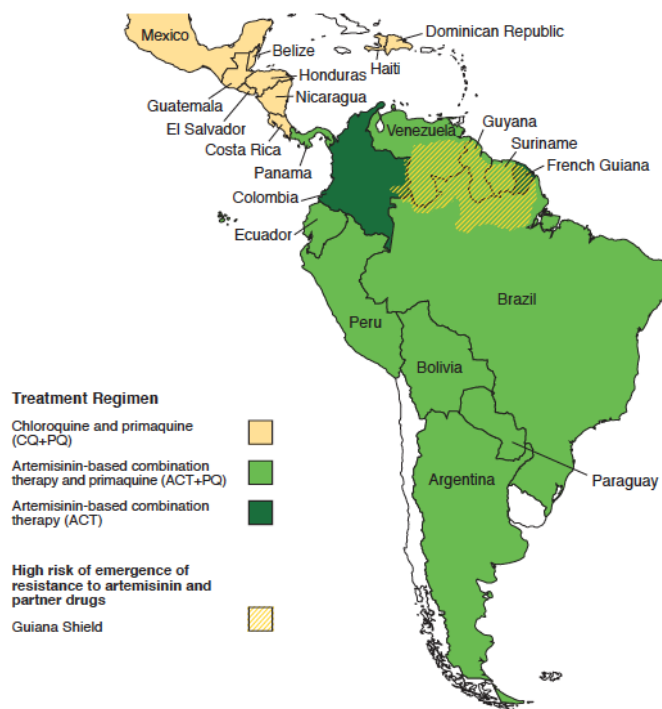 Mexico
Dominican Republic
Belize
Haiti
Honduras
Guatemala
Nicaragua
El Salvador
Costa Rica
Panama
Venezuela
Guyana
Suriname
French Guiana
Colombia
Ecuador
Brazil
Peru
Bolivia
Paraguay
Argentina
Treatment Regimen
Chloroquine and primaquine
(CQ+PQ)
Artemisinin-based combination
therapy and primaquine (ACT+PQ)
Artemisinin-based combination
therapy (ACT)
High risk of emergence of
resistance to artemisinin and
partner drugs
Guiana Shield